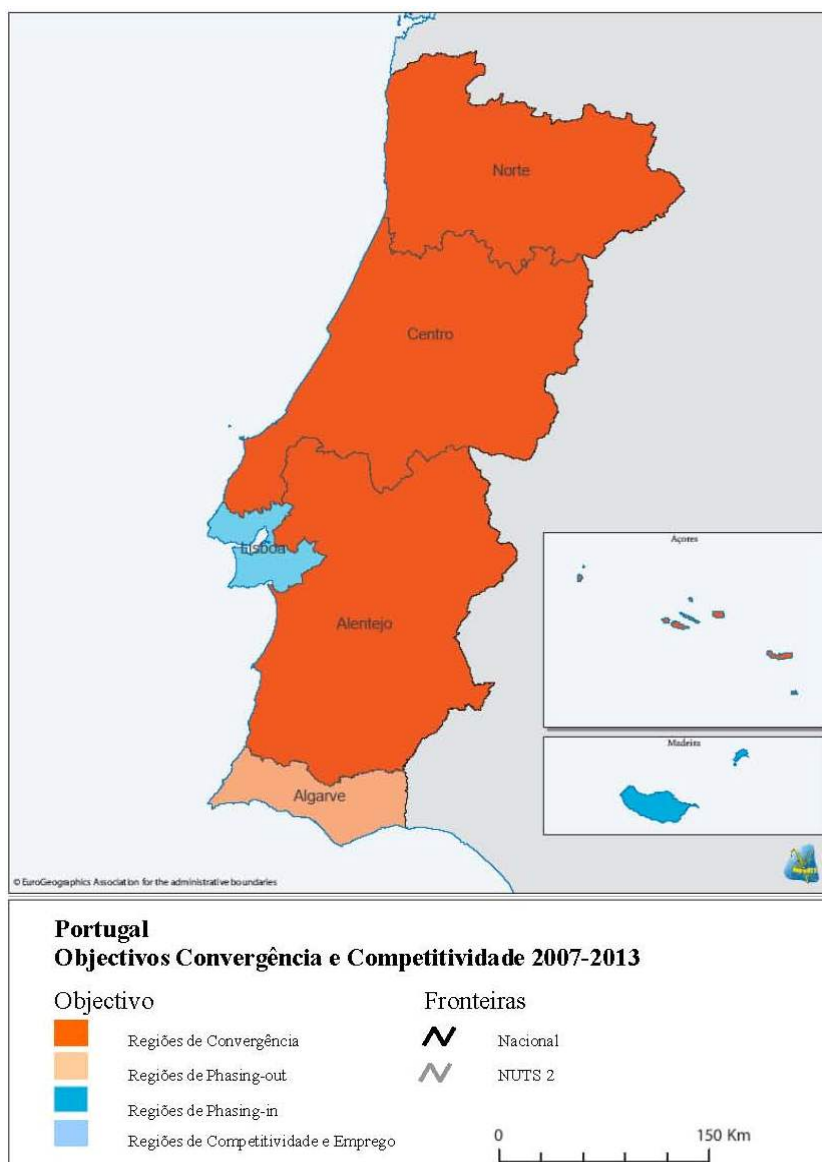 Norte
Centro
Lisboa
Açores
Alentejo
Madeira
Algarve
© EuroGeographics Association for the administrative boundaries
Portugal
Objectivos Convergência e Competitividade 2007-2013
Objectivo
Fronteiras
Regiões de Convergência
Nacional
Regiões de Phasing-out
NUTS 2
Regiões de Phasing-in
Regiões de Competitividade e Emprego
0 150 Km